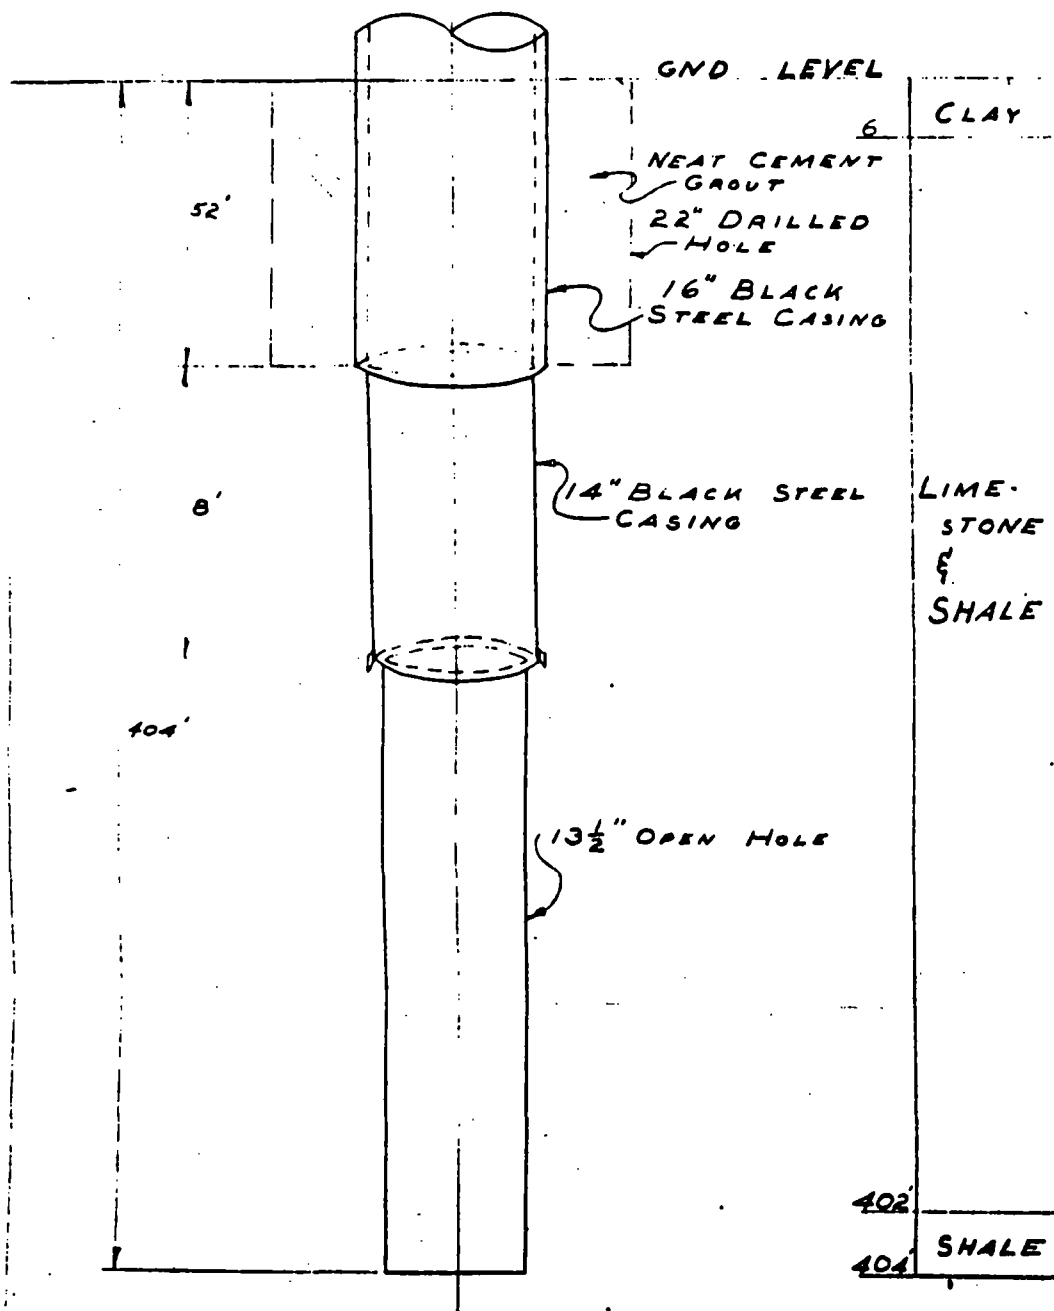 GND LEVEL
CLAY
6
NEAT CEMENT
GROUT
52'
22" DRILLED
HOLE
16" BLACK
STEEL CASING
14" BLACK STEEL
CASING
8'
LIME-
STONE
&
SHALE
404'
13½" OPEN HOLE
402'
SHALE
404'